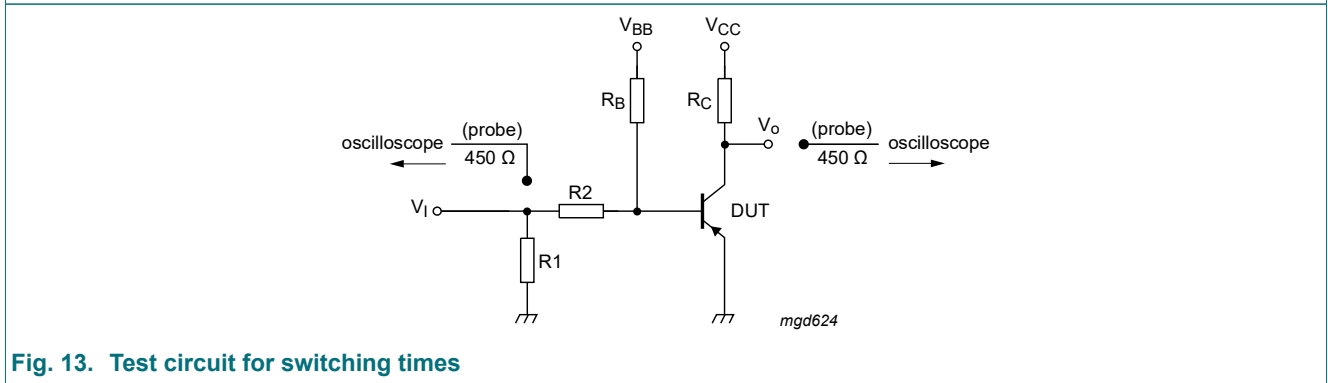 V_BB V_CC
R_B R_C
V_o
oscilloscope (probe) 450 Ω
(probe) 450 Ω oscilloscope
V_I R2 DUT
R1
mgd624
Fig. 13. Test circuit for switching times